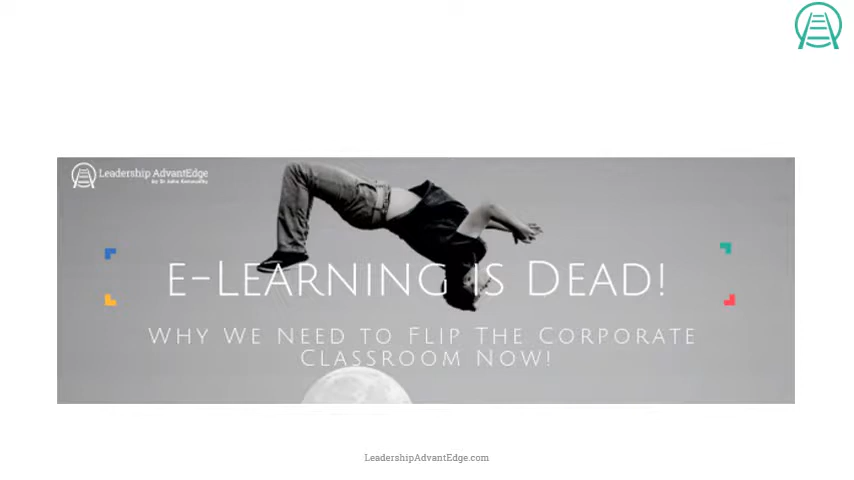 Leadership AdvantEdge
e-Learning is Dead!
Why We Need to Flip The Corporate
Classroom Now!
LeadershipAdvantEdge.com